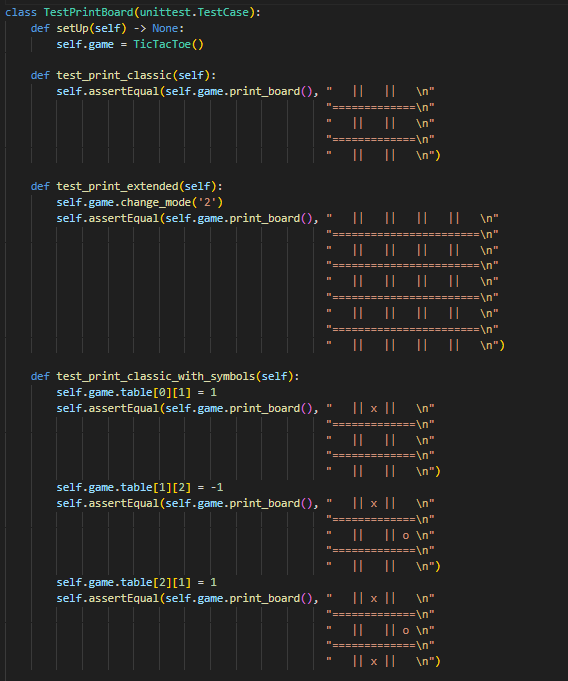 class TestPrintBoard(unittest.TestCase):
    def setUp(self) -> None:
        self.game = TicTacToe()

    def test_print_classic(self):
        self.assertEqual(self.game.print_board(), "   ||   ||   \n"
                                                  "=============\n"
                                                  "   ||   ||   \n"
                                                  "=============\n"
                                                  "   ||   ||   \n")

    def test_print_extended(self):
        self.game.change_mode('2')
        self.assertEqual(self.game.print_board(), "   ||   ||   ||   ||   \n"
                                                  "=======================\n"
                                                  "   ||   ||   ||   ||   \n"
                                                  "=======================\n"
                                                  "   ||   ||   ||   ||   \n"
                                                  "=======================\n"
                                                  "   ||   ||   ||   ||   \n"
                                                  "=======================\n"
                                                  "   ||   ||   ||   ||   \n")

    def test_print_classic_with_symbols(self):
        self.game.table[0][1] = 1
        self.assertEqual(self.game.print_board(), "   || x ||   \n"
                                                  "=============\n"
                                                  "   ||   ||   \n"
                                                  "=============\n"
                                                  "   ||   ||   \n")
        self.game.table[1][2] = -1
        self.assertEqual(self.game.print_board(), "   || x ||   \n"
                                                  "=============\n"
                                                  "   ||   || o \n"
                                                  "=============\n"
                                                  "   ||   ||   \n")
        self.game.table[2][1] = 1
        self.assertEqual(self.game.print_board(), "   || x ||   \n"
                                                  "=============\n"
                                                  "   ||   || o \n"
                                                  "=============\n"
                                                  "   || x ||   \n")